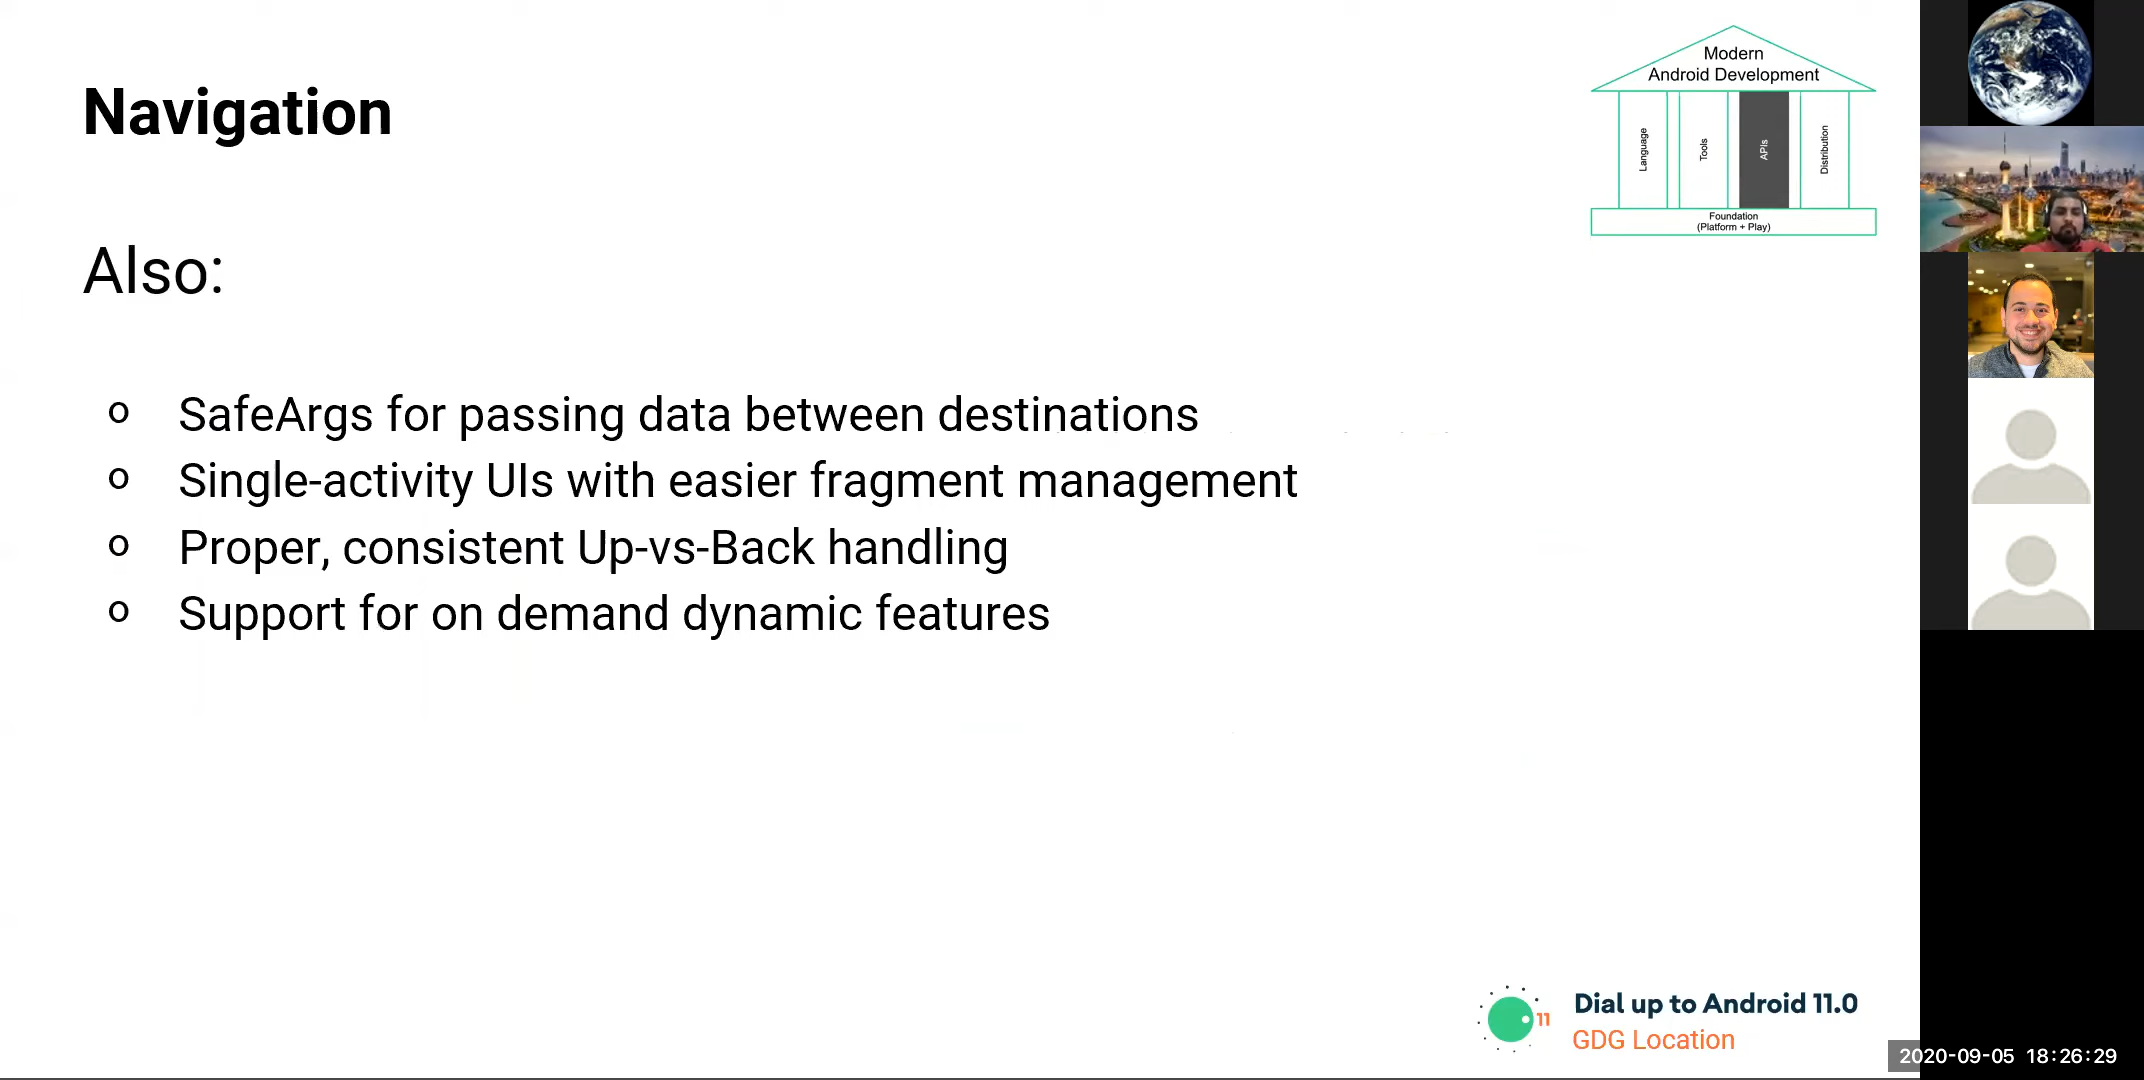 Navigation
Also:
o SafeArgs for passing data between destinations
o Single-activity UIs with easier fragment management
o Proper, consistent Up-vs-Back handling
o Support for on demand dynamic features
Modern
Android Development
Language
Tools
APIs
Distribution
Foundation
(Platform + Play)
11
Dial up to Android 11.0
GDG Location
2020-09-05 18:26:29